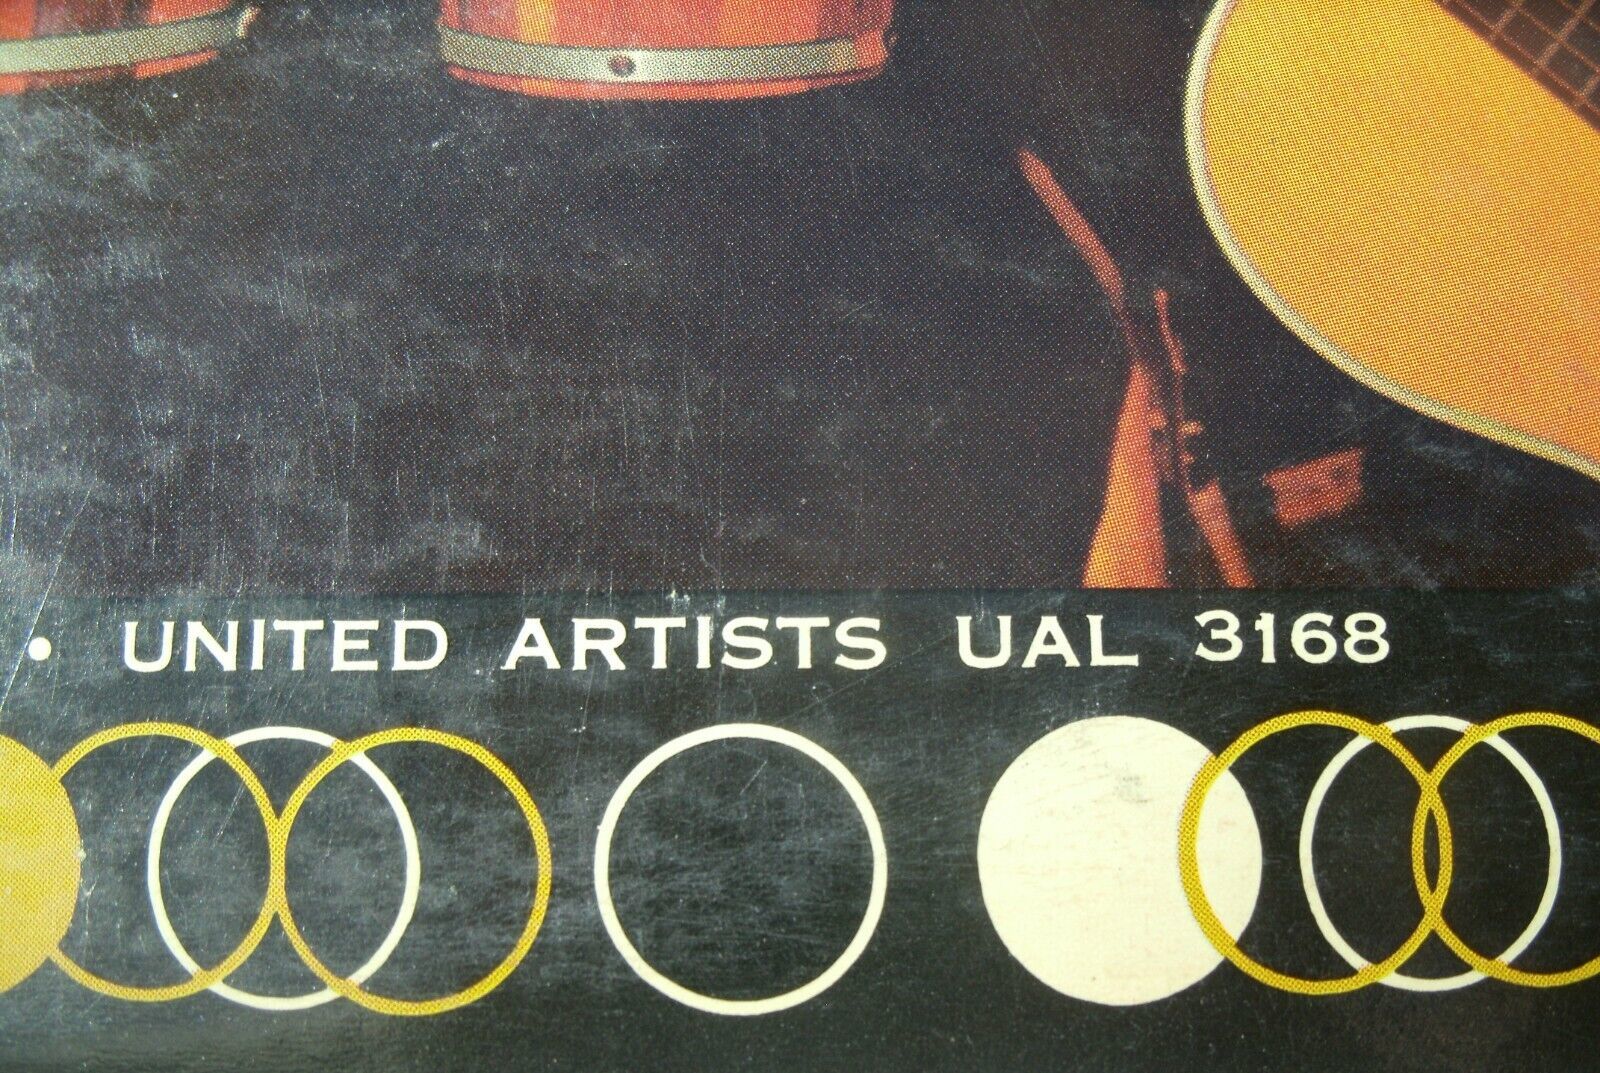 • UNITED ARTISTS UAL 3168